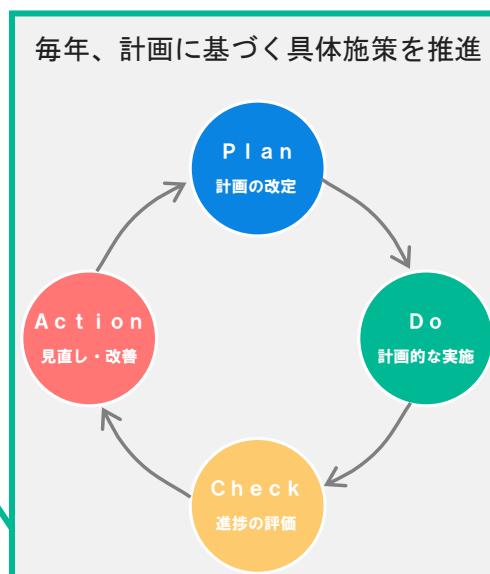 毎年、計画に基づく具体施策を推進
Ｐｌａｎ
計画の改定
Ｄｏ
計画的な実施
Ｃｈｅｃｋ
進捗の評価
Ａｃｔｉｏｎ
見直し・改善